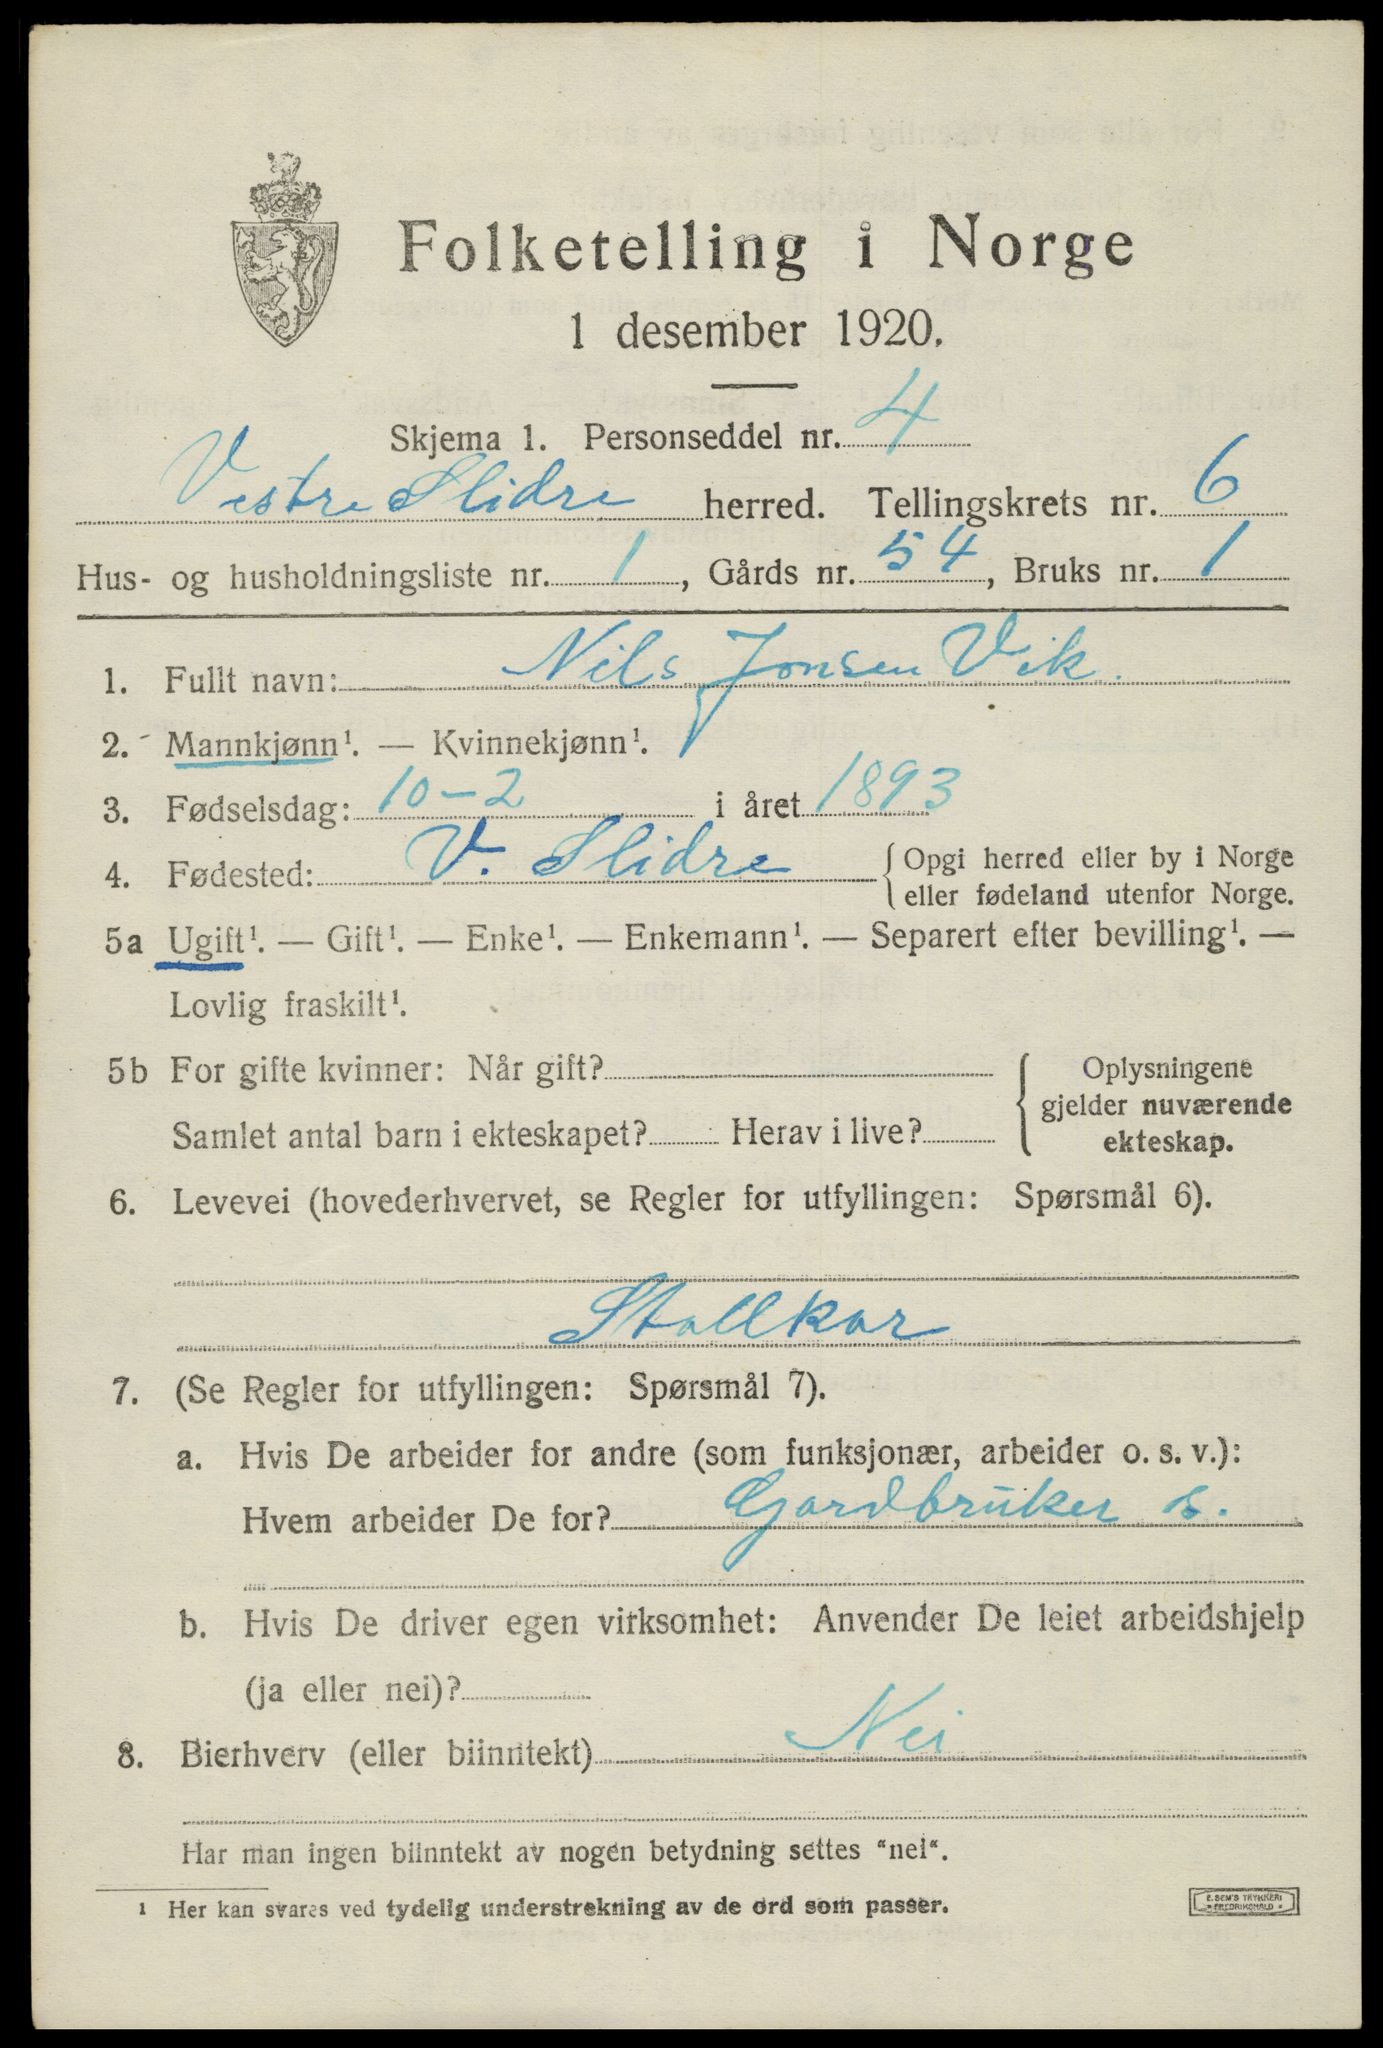 Folketelling i Norge
1 desember 1920.
Skjema 1. Personseddel nr. 4
Vestre Slidre herred. Tellingskrets nr. 6
Hus- og husholdningsliste nr. 1, Gårds nr. 54, Bruks nr. 1
1. Fullt navn: Nils Jonsen Vik.
2. Mannkjønn¹. — Kvinnekjønn¹.
3. Fødselsdag: 10-2 i året 1893
4. Fødested: V. Slidre {Opgi herred eller by i Norge
eller fødeland utenfor Norge.
5a Ugift¹. — Gift¹. — Enke¹. — Enkemann¹. — Separert efter bevilling¹. —
Lovlig fraskilt¹.
5b For gifte kvinner: Når gift?
Samlet antal barn i ekteskapet? Herav i live?
Oplysningene
gjelder nuværende
ekteskap.
6. Levevei (hovederhvervet, se Regler for utfyllingen: Spørsmål 6).
Stallkar
7. (Se Regler for utfyllingen: Spørsmål 7).
a. Hvis De arbeider for andre (som funksjonær, arbeider o. s. v.):
Hvem arbeider De for? Gardbruker s.
b. Hvis De driver egen virksomhet: Anvender De leiet arbeidshjelp
(ja eller nei)?
8. Bierhverv (eller biinntekt) Nei
Har man ingen biinntekt av nogen betydning settes "nei".
¹ Her kan svares ved tydelig understrekning av de ord som passer.
E. SEM'S TRYKKERI
FREDRIKSHALD